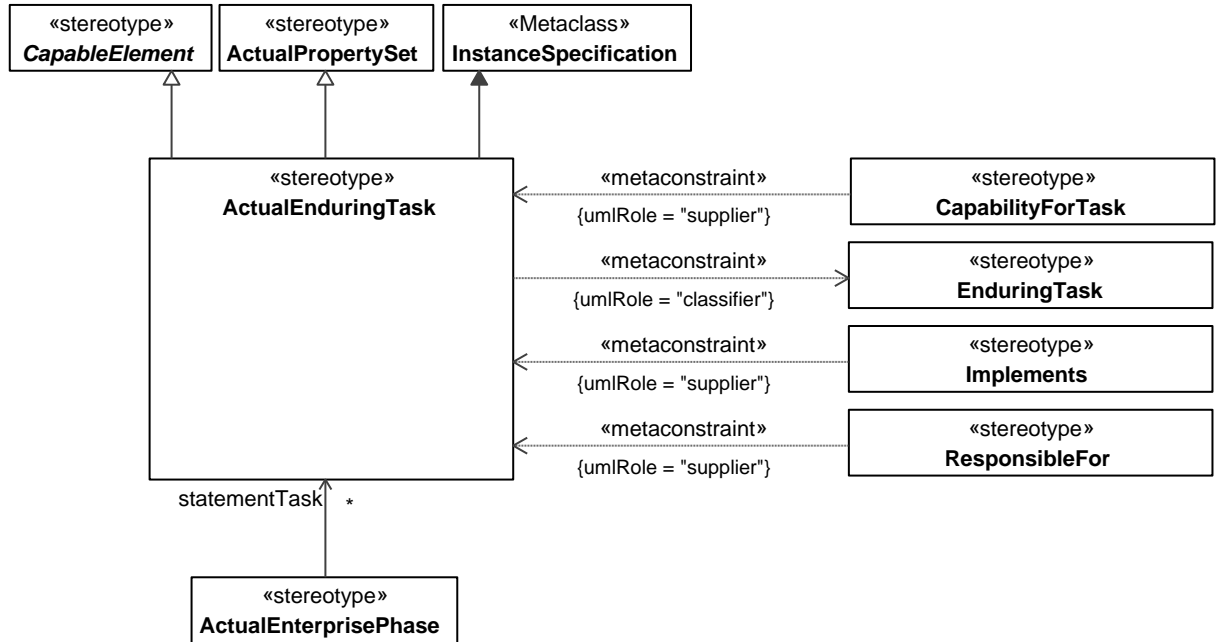 «stereotype»
CapableElement
«stereotype»
ActualPropertySet
«Metaclass»
InstanceSpecification
«stereotype»
ActualEnduringTask
«metaconstraint»
{umlRole = "supplier"}
«stereotype»
CapabilityForTask
«metaconstraint»
{umlRole = "classifier"}
«stereotype»
EnduringTask
«metaconstraint»
{umlRole = "supplier"}
«stereotype»
Implements
«metaconstraint»
{umlRole = "supplier"}
«stereotype»
ResponsibleFor
statementTask *
«stereotype»
ActualEnterprisePhase